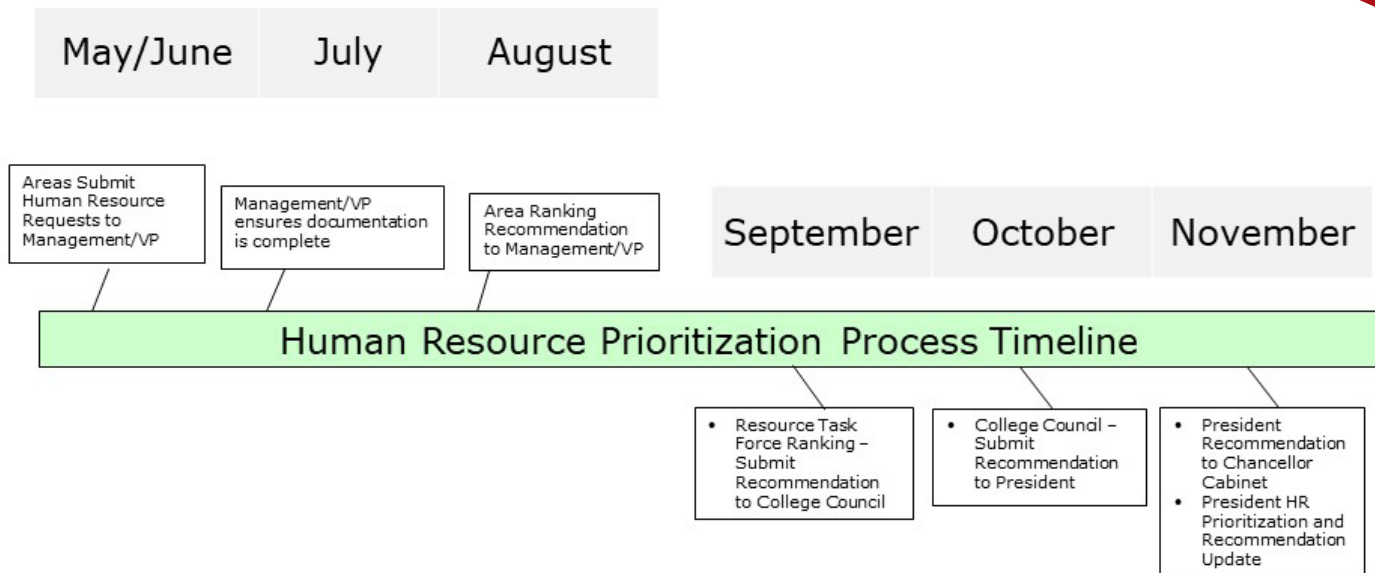 May/June July August
Areas Submit
Human Resource
Requests to
Management/VP
Management/VP
ensures documentation
is complete
Area Ranking
Recommendation
to Management/VP
September October November
Human Resource Prioritization Process Timeline
• Resource Task
Force Ranking –
Submit
Recommendation
to College Council
• College Council –
Submit
Recommendation
to President
• President
Recommendation
to Chancellor
Cabinet
• President HR
Prioritization and
Recommendation
Update